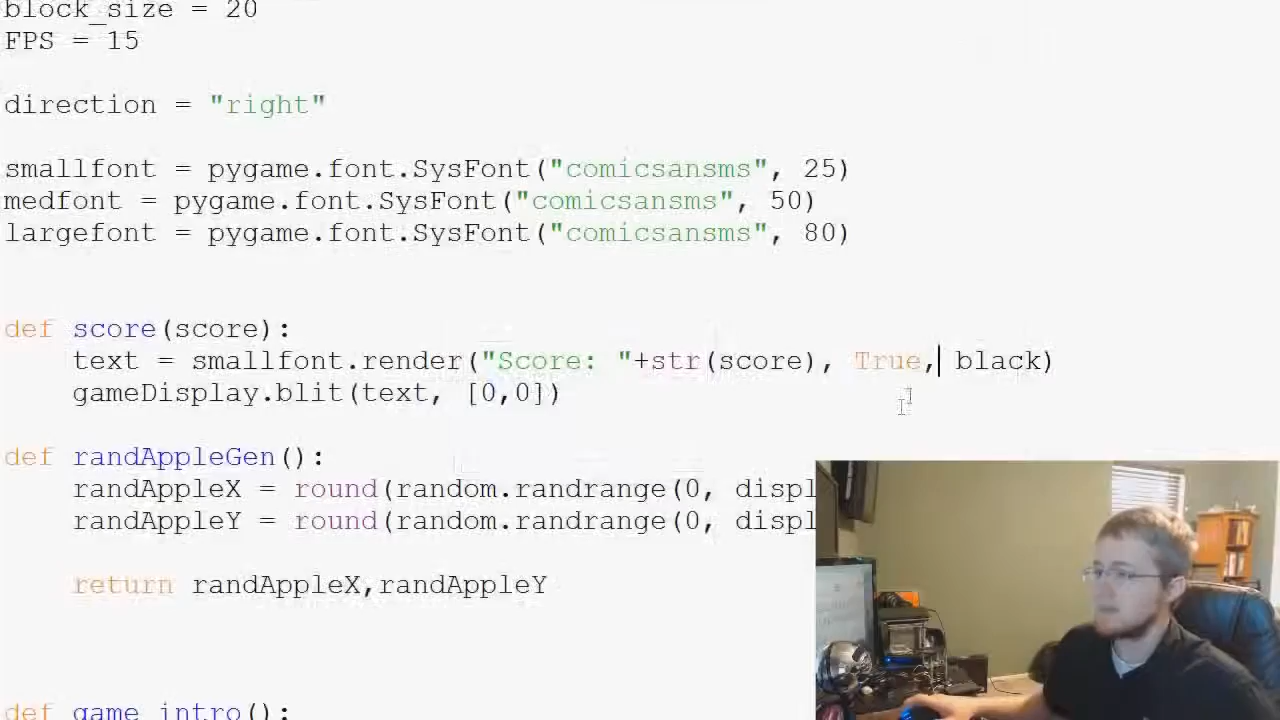 block_size = 20
FPS = 15
direction = "right"
smallfont = pygame.font.SysFont("comicsansms", 25)
medfont = pygame.font.SysFont("comicsansms", 50)
largefont = pygame.font.SysFont("comicsansms", 80)
def score(score):
text = smallfont.render("Score: "+str(score), True, black)
gameDisplay.blit(text, [0,0])
def randAppleGen():
randAppleX = round(random.randrange(0, displ
randAppleY = round(random.randrange(0, displ
return randAppleX,randAppleY
def game_intro():